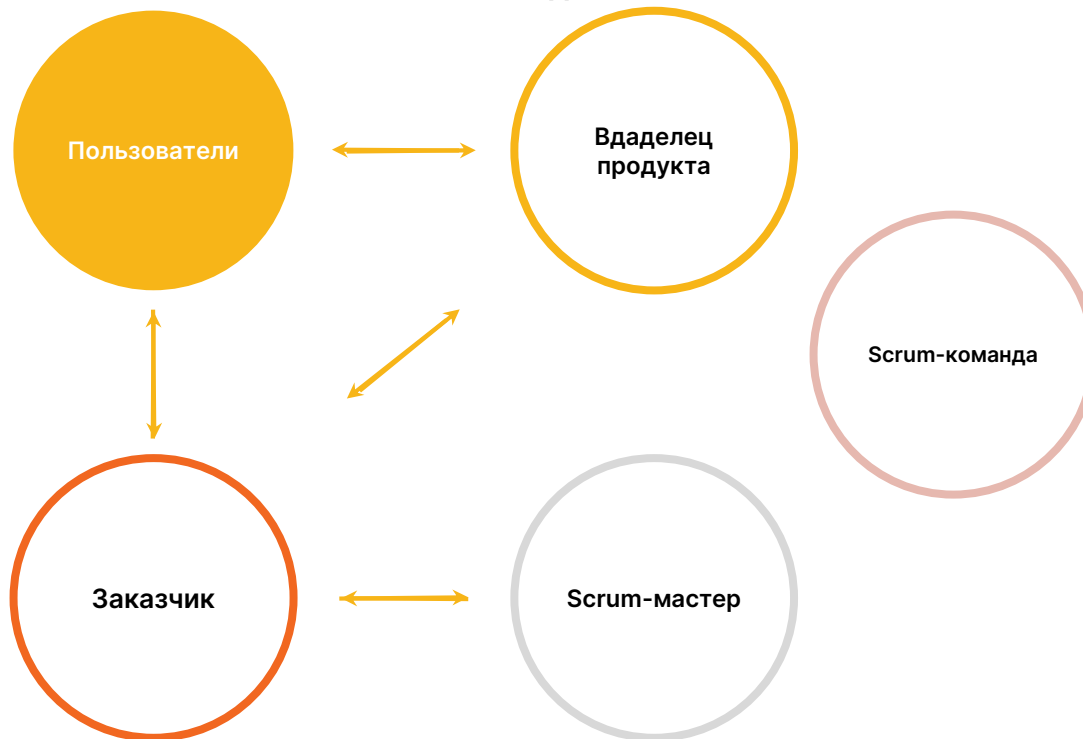 Пользователи
Вдаделец
продукта
Scrum-команда
Заказчик
Scrum-мастер